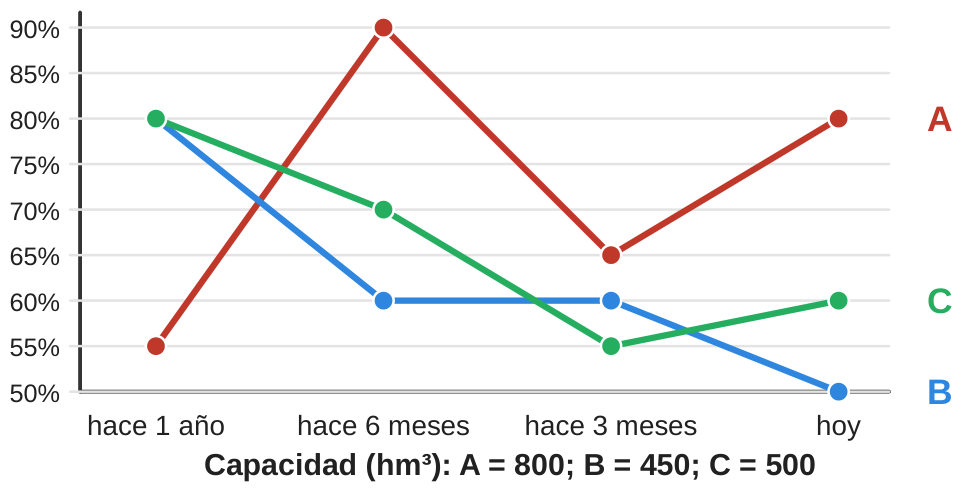 90%
85%
80%
75%
70%
65%
60%
55%
50%
A
C
B
hace 1 año hace 6 meses hace 3 meses hoy
Capacidad (hm³): A = 800; B = 450; C = 500